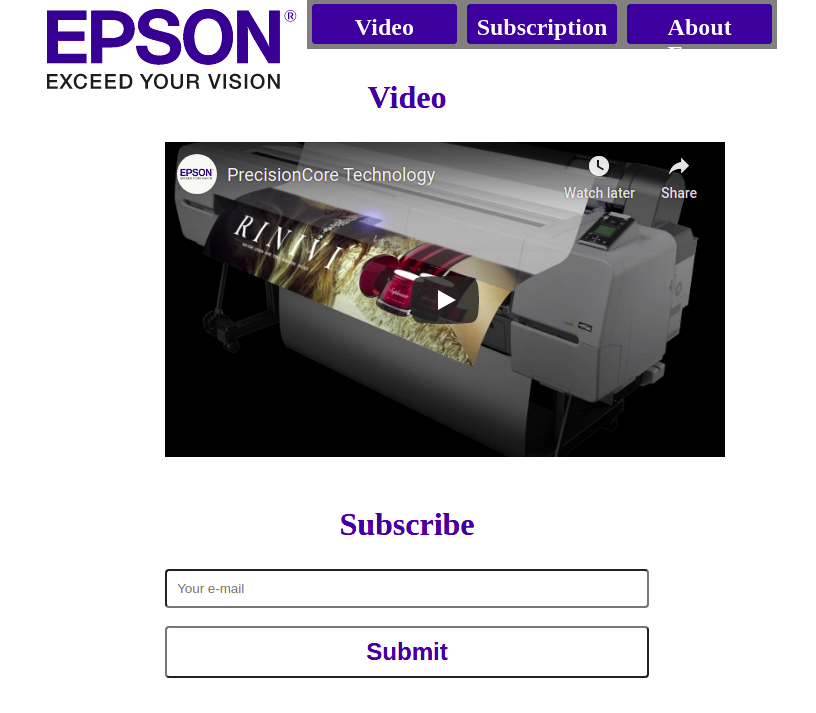 EPSON®
EXCEED YOUR VISION
Video
Subscription
About
Video
EPSON
PrecisionCore Technology
Watch later
Share
RINIVI
Subscribe
Your e-mail
Submit